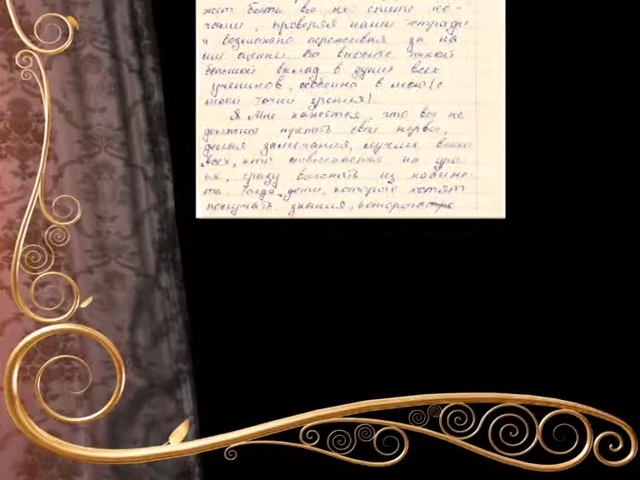 жет быть вы не спите но-
чами, проверяя наши тетради
и возможно переживая за на-
ши оценки. Вы вносите такой
большой вклад в души всех
учеников, особенно в мою (с
моей точки зрения)
Я Мне кажется, что вы не
должны трепать свои нервы,
делая замечания, лучше
всех, кто отвлекается на уро-
ке, сразу выгонять из кабине-
та. Тогда дети, которые хотят
получать знания,